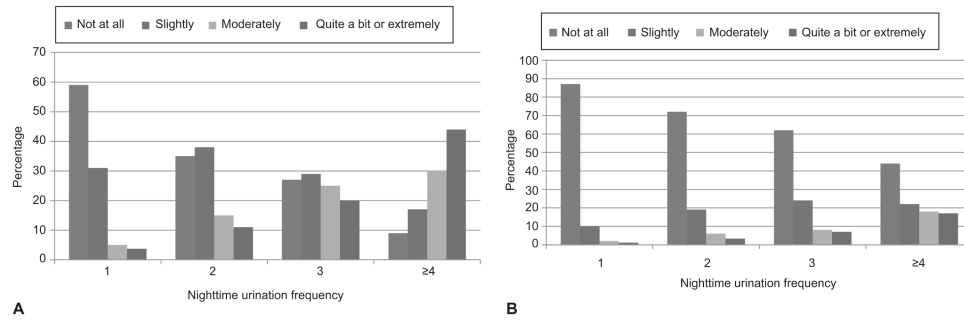 Not at all Slightly Moderately Quite a bit or extremely
70
60
50
40
30
20
10
0
Percentage
1 2 3 ≥4
Nighttime urination frequency
A
Not at all Slightly Moderately Quite a bit or extremely
100
90
80
70
60
50
40
30
20
10
0
Percentage
1 2 3 ≥4
Nighttime urination frequency
B